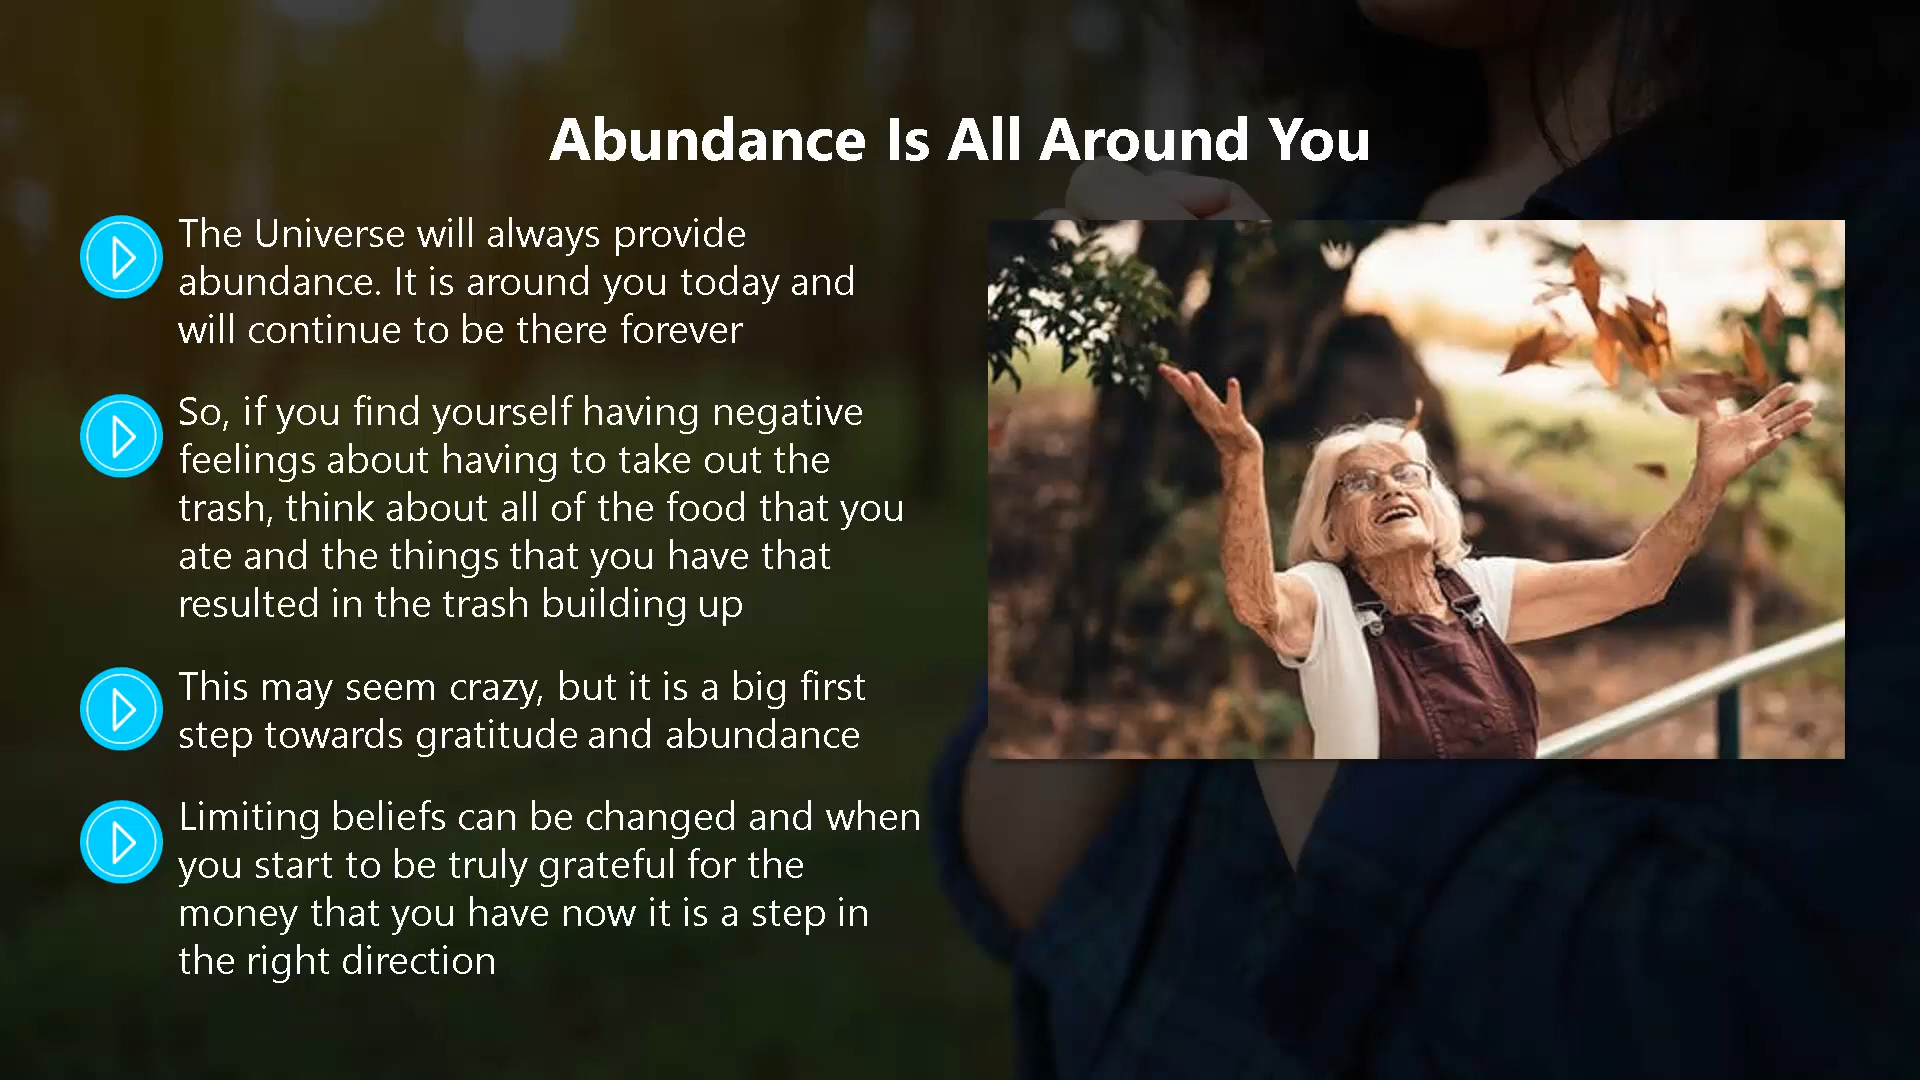 Abundance Is All Around You
The Universe will always provide
abundance. It is around you today and
will continue to be there forever
So, if you find yourself having negative
feelings about having to take out the
trash, think about all of the food that you
ate and the things that you have that
resulted in the trash building up
This may seem crazy, but it is a big first
step towards gratitude and abundance
Limiting beliefs can be changed and when
you start to be truly grateful for the
money that you have now it is a step in
the right direction